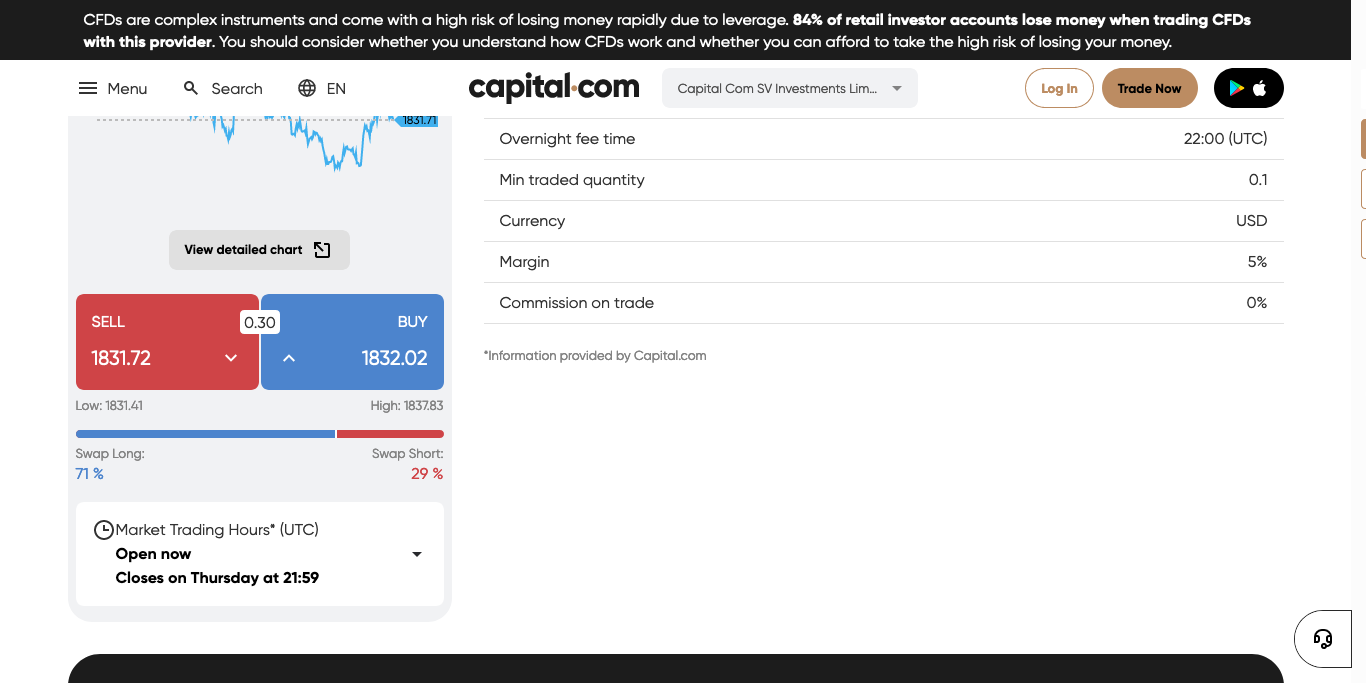 CFDs are complex instruments and come with a high risk of losing money rapidly due to leverage. 84% of retail investor accounts lose money when trading CFDs
with this provider. You should consider whether you understand how CFDs work and whether you can afford to take the high risk of losing your money.
Menu Search EN capital.com Capital Com SV Investments Lim... Log In Trade Now
1831.71
View detailed chart
SELL 0.30 BUY
1831.72 1832.02
Low: 1831.41 High: 1837.83
Swap Long: Swap Short:
71 % 29 %
Market Trading Hours* (UTC)
Open now
Closes on Thursday at 21:59
Overnight fee time 22:00 (UTC)
Min traded quantity 0.1
Currency USD
Margin 5%
Commission on trade 0%
*Information provided by Capital.com